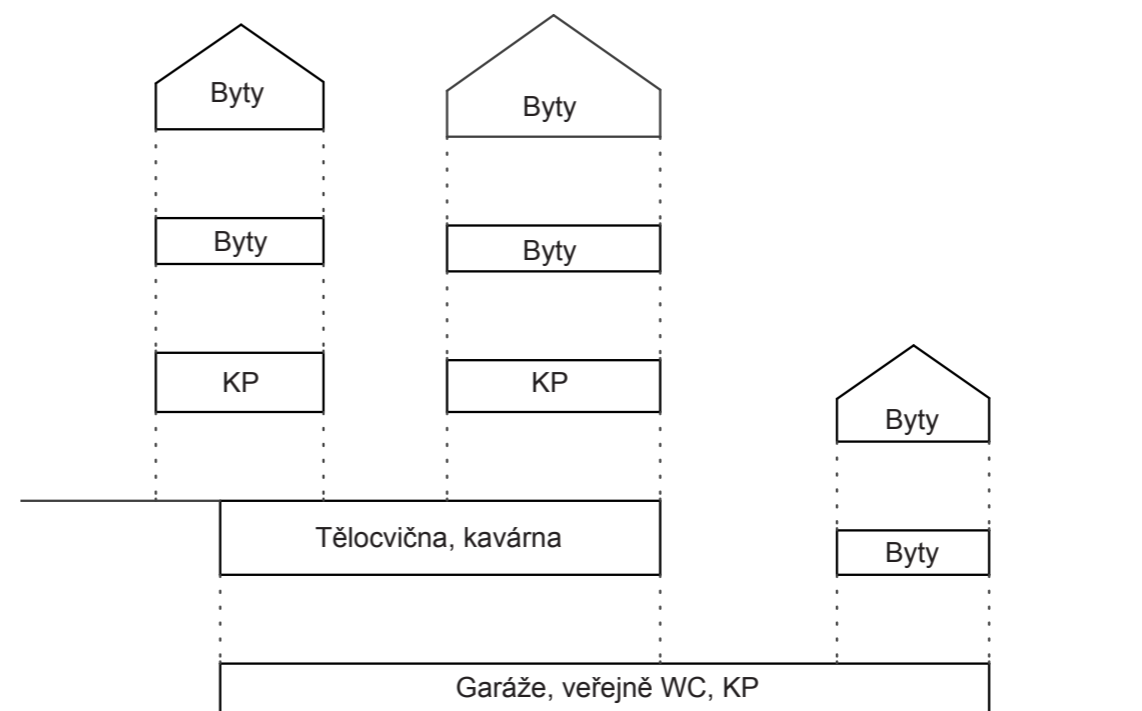 Byty
Byty
Byty
Byty
KP
KP
Byty
Tělocvična, kavárna
Byty
Garáže, veřejně WC, KP